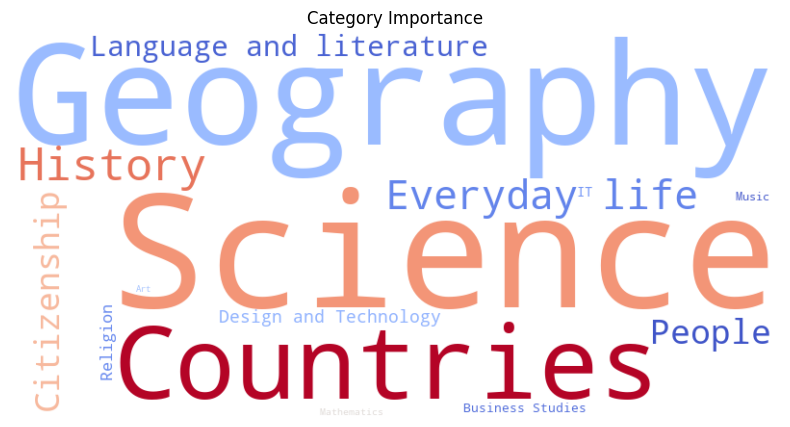 Category Importance
Language and literature
Geography
History
Everyday life
IT
Music
Citizenship
Science
Art
Religion
Design and Technology
Countries
People
Mathematics
Business Studies